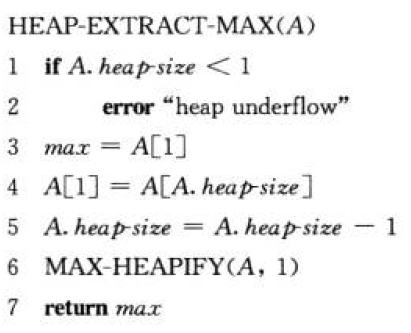 HEAP-EXTRACT-MAX(A)
1 if A. heap-size < 1
2 error “heap underflow”
3 max = A[1]
4 A[1] = A[A. heap-size]
5 A. heap-size = A. heap-size − 1
6 MAX-HEAPIFY(A, 1)
7 return max